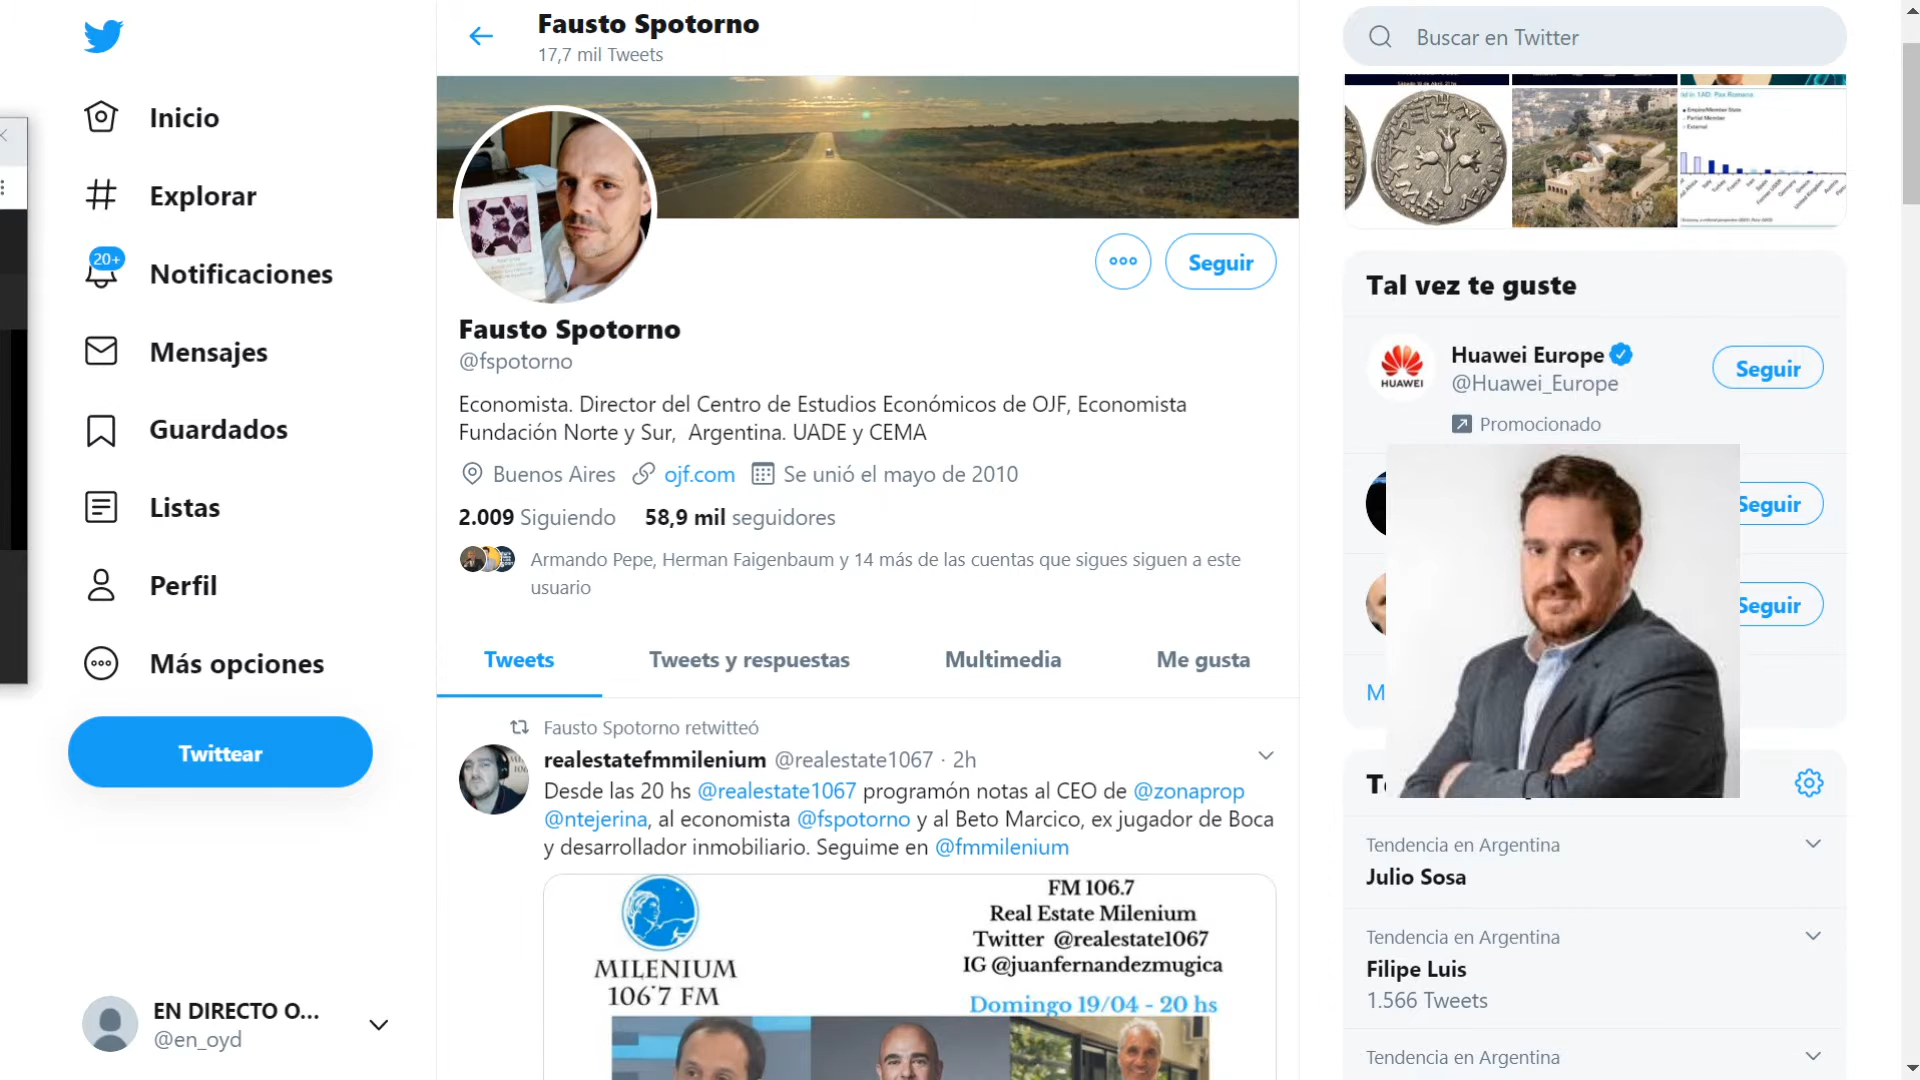 Inicio
Explorar
20+
Notificaciones
Mensajes
Guardados
Listas
Perfil
Más opciones
Twittear
EN DIRECTO O...
@en_oyd
Fausto Spotorno
17,7 mil Tweets
Seguir
Fausto Spotorno
@fspotorno
Economista. Director del Centro de Estudios Económicos de OJF, Economista
Fundación Norte y Sur, Argentina. UADE y CEMA
Buenos Aires ojf.com Se unió el mayo de 2010
2.009 Siguiendo 58,9 mil seguidores
Armando Pepe, Herman Faigenbaum y 14 más de las cuentas que sigues siguen a este
usuario
Tweets Tweets y respuestas Multimedia Me gusta
Fausto Spotorno retwitteó
realestatefmmilenium @realestate1067 · 2h
Desde las 20 hs @realestate1067 programón notas al CEO de @zonaprop
@ntejerina, al economista @fspotorno y al Beto Marcico, ex jugador de Boca
y desarrollador inmobiliario. Seguime en @fmmilenium
MILENIUM
106'7 FM
FM 106.7
Real Estate Milenium
Twitter @realestate1067
IG @juanfernandezmugica
Domingo 19/04 - 20 hs
Buscar en Twitter
Empire/Member State
Partial Member
External
Tal vez te guste
Huawei Europe
@Huawei_Europe
HUAWEI
Seguir
Promocionado
Seguir
Seguir
M
Tendencia en Argentina
Julio Sosa
Tendencia en Argentina
Filipe Luis
1.566 Tweets
Tendencia en Argentina